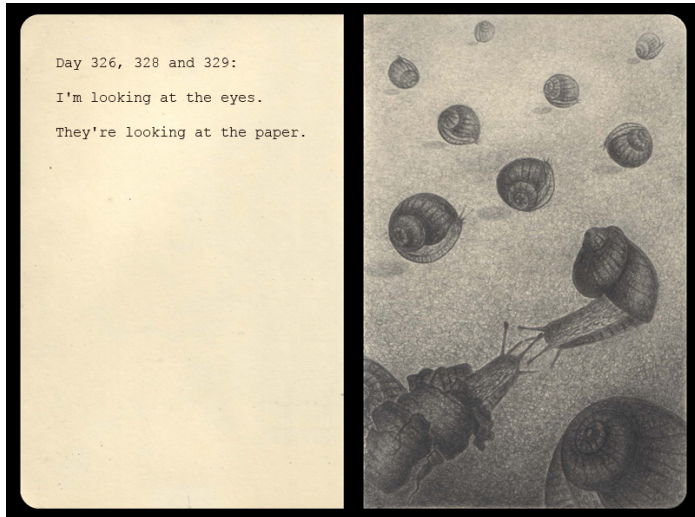 Day 326, 328 and 329:
I'm looking at the eyes.
They're looking at the paper.